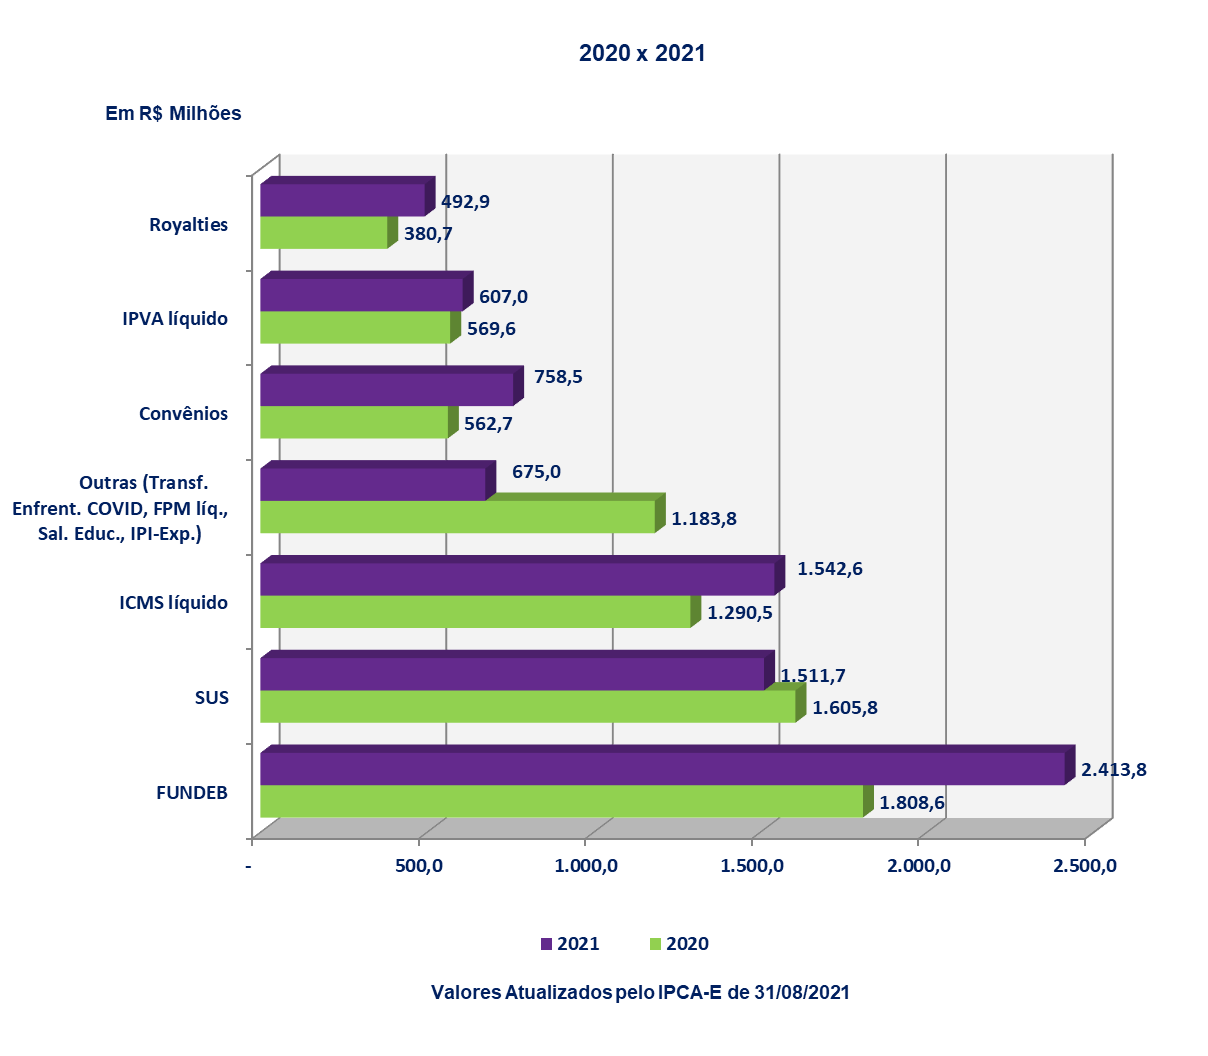 2020 x 2021
Em R$ Milhões
Royalties
492,9
380,7
IPVA líquido
607,0
569,6
Convênios
758,5
562,7
Outras (Transf.
Enfrent. COVID, FPM líq.,
Sal. Educ., IPI-Exp.)
675,0
1.183,8
ICMS líquido
1.542,6
1.290,5
SUS
1.511,7
1.605,8
FUNDEB
2.413,8
1.808,6
- 500,0 1.000,0 1.500,0 2.000,0 2.500,0
2021 2020
Valores Atualizados pelo IPCA-E de 31/08/2021